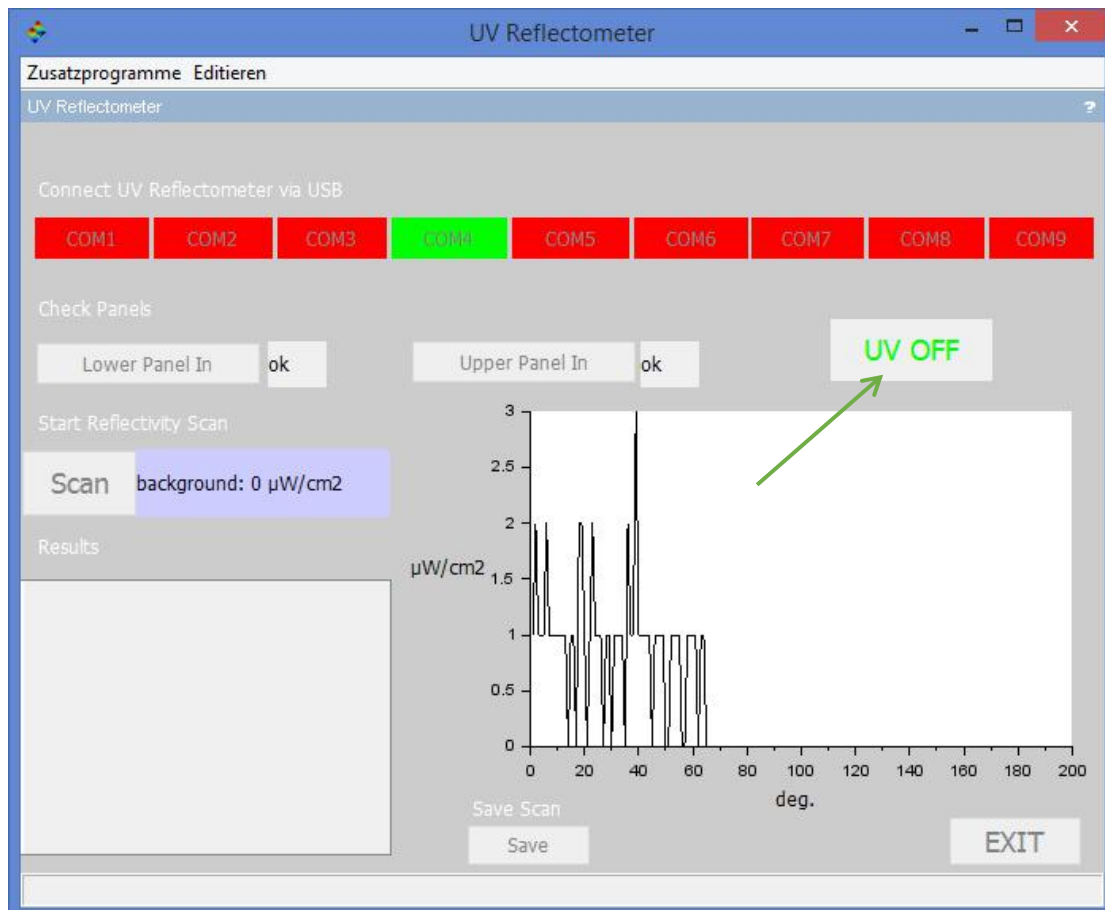 UV Reflectometer
Zusatzprogramme Editieren
UV Reflectometer ?
Connect UV Reflectometer via USB
COM1 COM2 COM3 COM4 COM5 COM6 COM7 COM8 COM9
Check Panels
Lower Panel In ok Upper Panel In ok UV OFF
Start Reflectivity Scan
Scan background: 0 µW/cm2
Results
3
2.5
2
µW/cm2 1.5
1
0.5
0
0 20 40 60 80 100 120 140 160 180 200
deg.
Save Scan
Save
EXIT